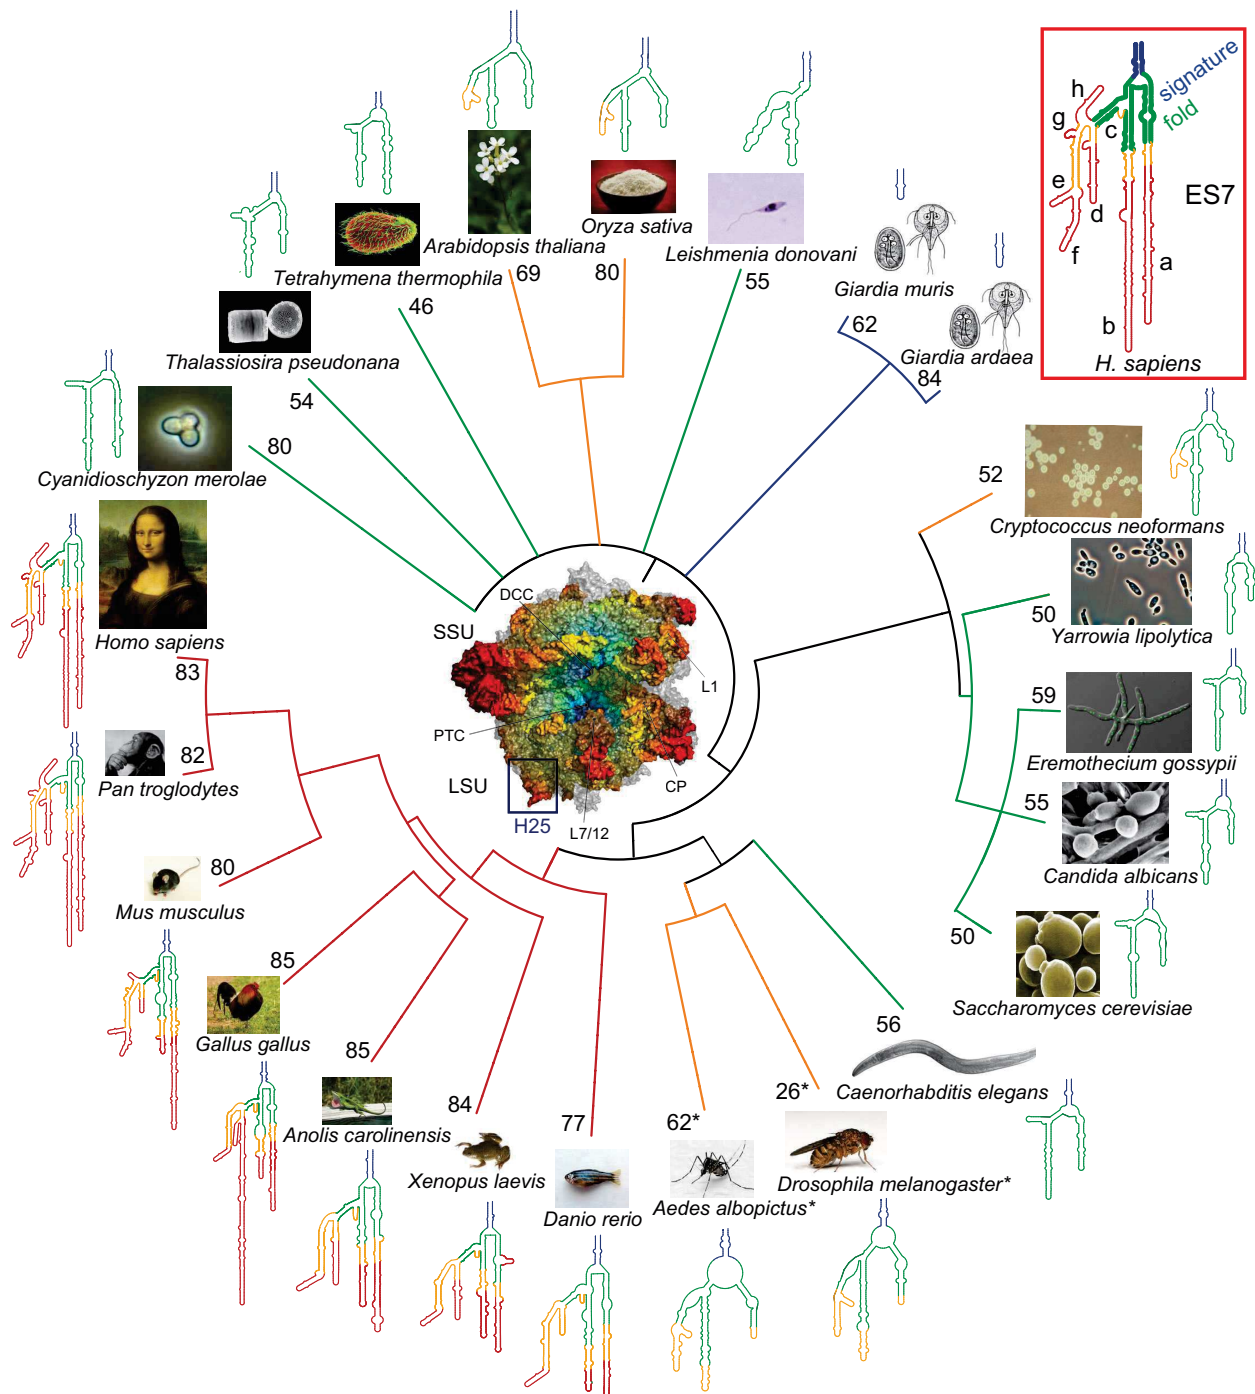 h
signature
fold
g
c
e
ES7
d
f
a
b
H. sapiens
Arabidopsis thaliana
69
Oryza sativa
80
Leishmenia donovani
55
Giardia muris
62
Giardia ardaea
84
Tetrahymena thermophila
46
Thalassiosira pseudonana
54
Cyanidioschyzon merolae
80
52
Cryptococcus neoformans
50
Yarrowia lipolytica
59
Eremothecium gossypii
55
Candida albicans
50
Saccharomyces cerevisiae
DCC
SSU
L1
PTC
LSU
CP
H25
L7/12
Homo sapiens
83
Pan troglodytes
82
Mus musculus
80
Gallus gallus
85
Anolis carolinensis
85
Xenopus laevis
84
Danio rerio
77
Aedes albopictus*
62*
Drosophila melanogaster*
26*
56
Caenorhabditis elegans